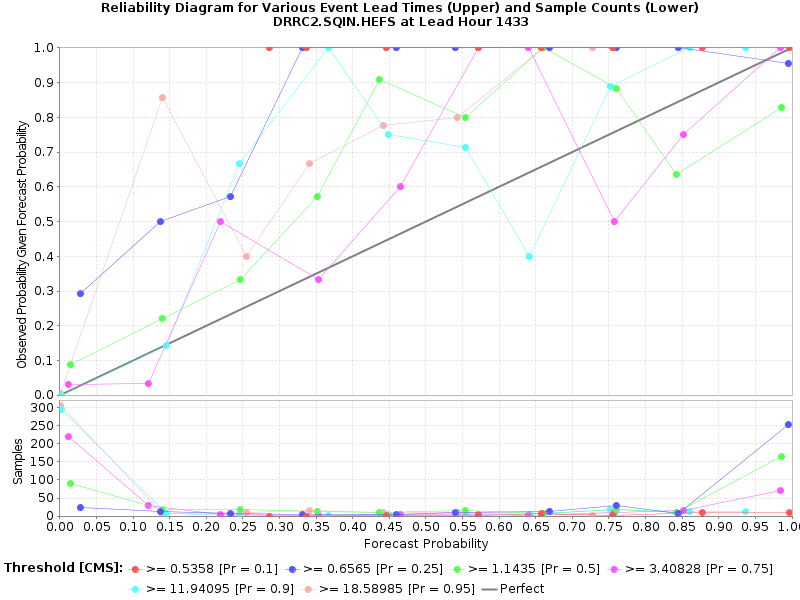 Reliability Diagram for Various Event Lead Times (Upper) and Sample Counts (Lower)
DRRC2.SQIN.HEFS at Lead Hour 1433
Observed Probability Given Forecast Probability
1.0
0.9
0.8
0.7
0.6
0.5
0.4
0.3
0.2
0.1
0.0
Samples
300
250
200
150
100
50
0
0.00 0.05 0.10 0.15 0.20 0.25 0.30 0.35 0.40 0.45 0.50 0.55 0.60 0.65 0.70 0.75 0.80 0.85 0.90 0.95 1.00
Forecast Probability
Threshold [CMS]: >= 0.5358 [Pr = 0.1] >= 0.6565 [Pr = 0.25] >= 1.1435 [Pr = 0.5] >= 3.40828 [Pr = 0.75]
>= 11.94095 [Pr = 0.9] >= 18.58985 [Pr = 0.95] Perfect